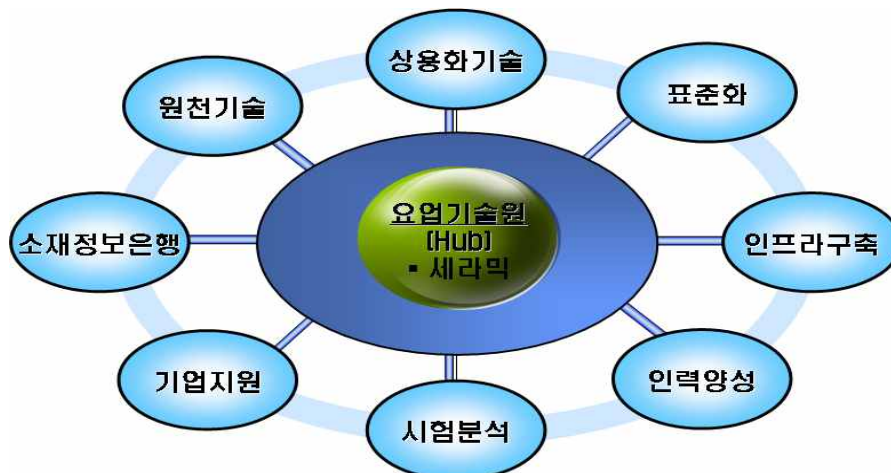 상용화기술
원천기술
표준화
요업기술원
[Hub]
▪ 세라믹
소재정보은행
인프라구축
기업지원
인력양성
시험분석